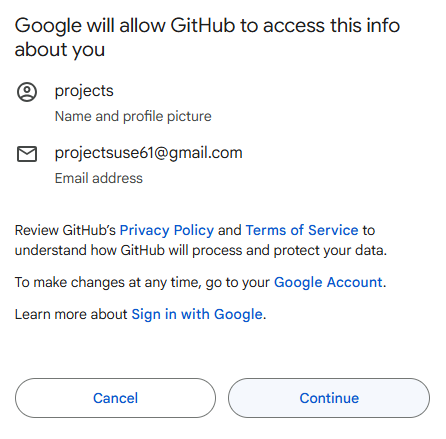 Google will allow GitHub to access this info
about you
projects
Name and profile picture
projectsuse61@gmail.com
Email address
Review GitHub's Privacy Policy and Terms of Service to
understand how GitHub will process and protect your data.
To make changes at any time, go to your Google Account.
Learn more about Sign in with Google.
Cancel
Continue